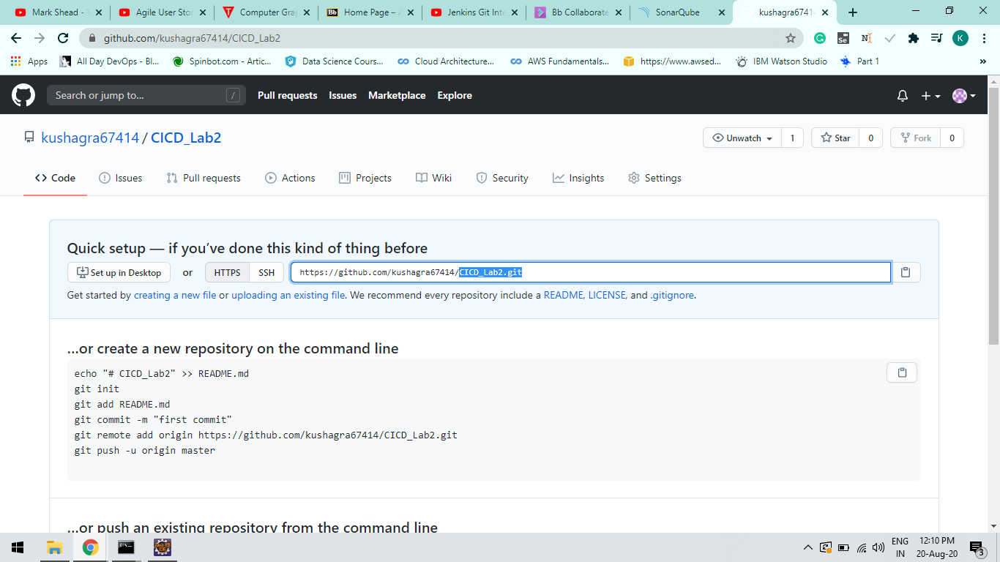 Mark Shead - Y
Agile User Stor
Computer Grap
Bb Home Page – A
Jenkins Git Inte
Bb Collaborate
SonarQube
kushagra67414
github.com/kushagra67414/CICD_Lab2
Apps
All Day DevOps - Bl...
Spinbot.com - Artic...
Data Science Cours...
Cloud Architecture...
AWS Fundamentals...
https://www.awsed...
IBM Watson Studio
Part 1
Search or jump to... /
Pull requests Issues Marketplace Explore
kushagra67414 / CICD_Lab2
Unwatch 1 Star 0 Fork 0
Code Issues Pull requests Actions Projects Wiki Security Insights Settings
Quick setup — if you’ve done this kind of thing before
Set up in Desktop or HTTPS SSH https://github.com/kushagra67414/CICD_Lab2.git
Get started by creating a new file or uploading an existing file. We recommend every repository include a README, LICENSE, and .gitignore.
…or create a new repository on the command line
echo "# CICD_Lab2" >> README.md
git init
git add README.md
git commit -m "first commit"
git remote add origin https://github.com/kushagra67414/CICD_Lab2.git
git push -u origin master
…or push an existing repository from the command line
ENG
IN
12:10 PM
20-Aug-20
3